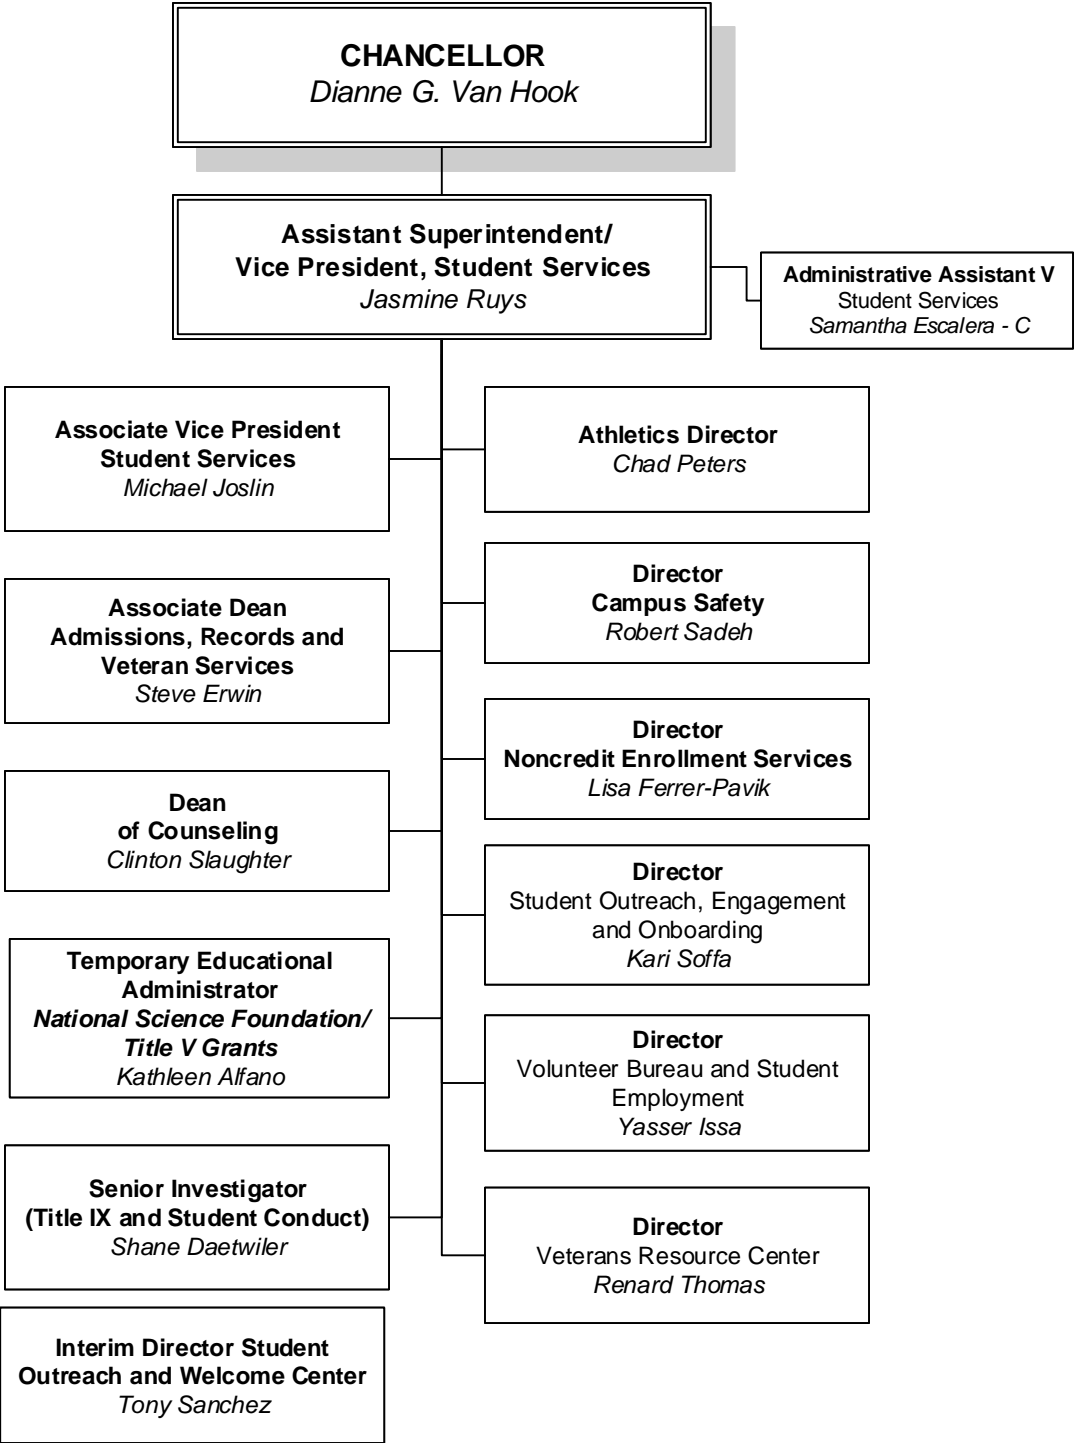 CHANCELLOR
Dianne G. Van Hook
Assistant Superintendent/
Vice President, Student Services
Jasmine Ruys
Administrative Assistant V
Student Services
Samantha Escalera - C
Associate Vice President
Student Services
Michael Joslin
Athletics Director
Chad Peters
Associate Dean
Admissions, Records and
Veteran Services
Steve Erwin
Director
Campus Safety
Robert Sadeh
Dean
of Counseling
Clinton Slaughter
Director
Noncredit Enrollment Services
Lisa Ferrer-Pavik
Temporary Educational
Administrator
National Science Foundation/
Title V Grants
Kathleen Alfano
Director
Student Outreach, Engagement
and Onboarding
Kari Soffa
Senior Investigator
(Title IX and Student Conduct)
Shane Daetwiler
Director
Volunteer Bureau and Student
Employment
Yasser Issa
Interim Director Student
Outreach and Welcome Center
Tony Sanchez
Director
Veterans Resource Center
Renard Thomas